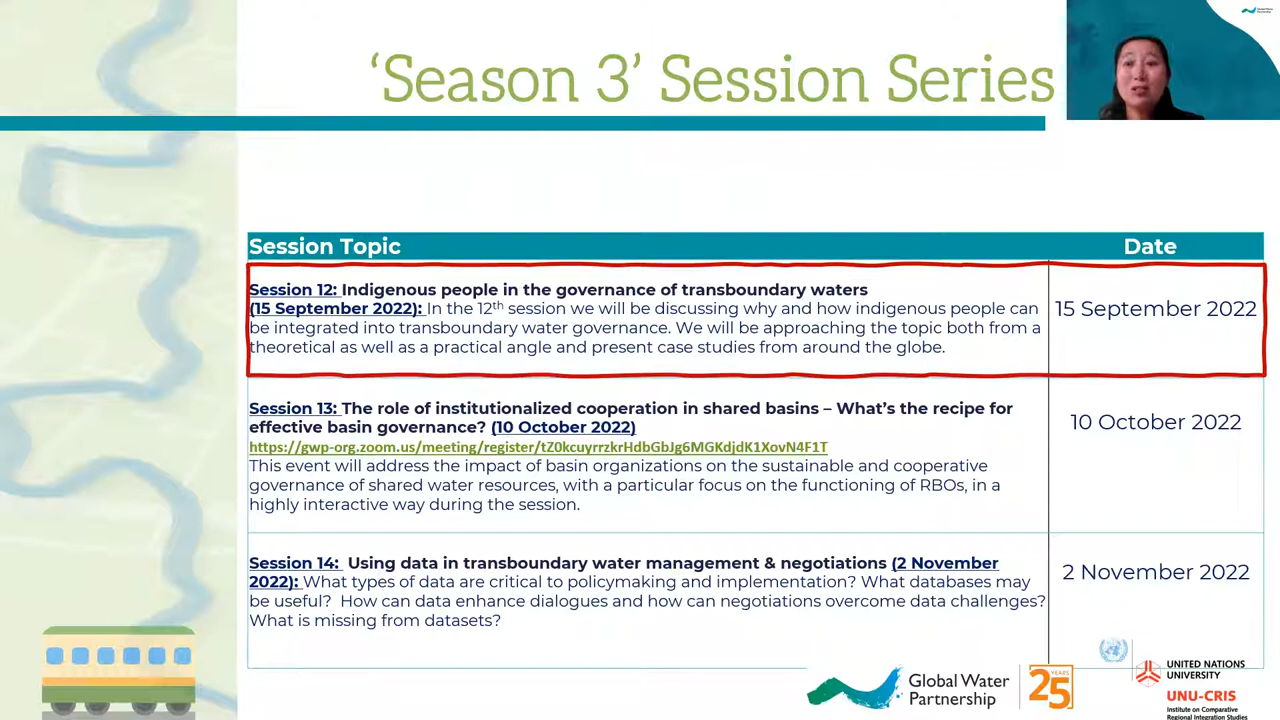 Global Water
Partnership
‘Season 3’ Session Series
Session Topic
Date
Session 12: Indigenous people in the governance of transboundary waters
(15 September 2022): In the 12th session we will be discussing why and how indigenous people can
be integrated into transboundary water governance. We will be approaching the topic both from a
theoretical as well as a practical angle and present case studies from around the globe.
15 September 2022
Session 13: The role of institutionalized cooperation in shared basins – What’s the recipe for
effective basin governance? (10 October 2022)
https://gwp-org.zoom.us/meeting/register/tZ0kcuyrrzkrHdbGbJg6MGKdjdK1XovN4F1T
This event will address the impact of basin organizations on the sustainable and cooperative
governance of shared water resources, with a particular focus on the functioning of RBOs, in a
highly interactive way during the session.
10 October 2022
Session 14: Using data in transboundary water management & negotiations (2 November
2022): What types of data are critical to policymaking and implementation? What databases may
be useful? How can data enhance dialogues and how can negotiations overcome data challenges?
What is missing from datasets?
2 November 2022
Global Water
Partnership
YEARS
25
UNITED NATIONS
UNIVERSITY
UNU-CRIS
Institute on Comparative
Regional Integration Studies